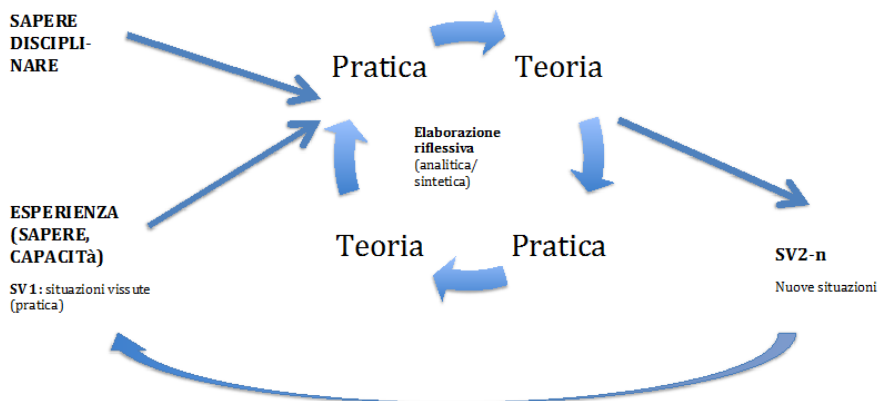 SAPERE
DISCIPLI-
NARE
Pratica
Teoria
Elaborazione
riflessiva
(analitica/
sintetica)
ESPERIENZA
(SAPERE,
CAPACITà)
SV1: situazioni vissute
(pratica)
Teoria
Pratica
SV2-n
Nuove situazioni